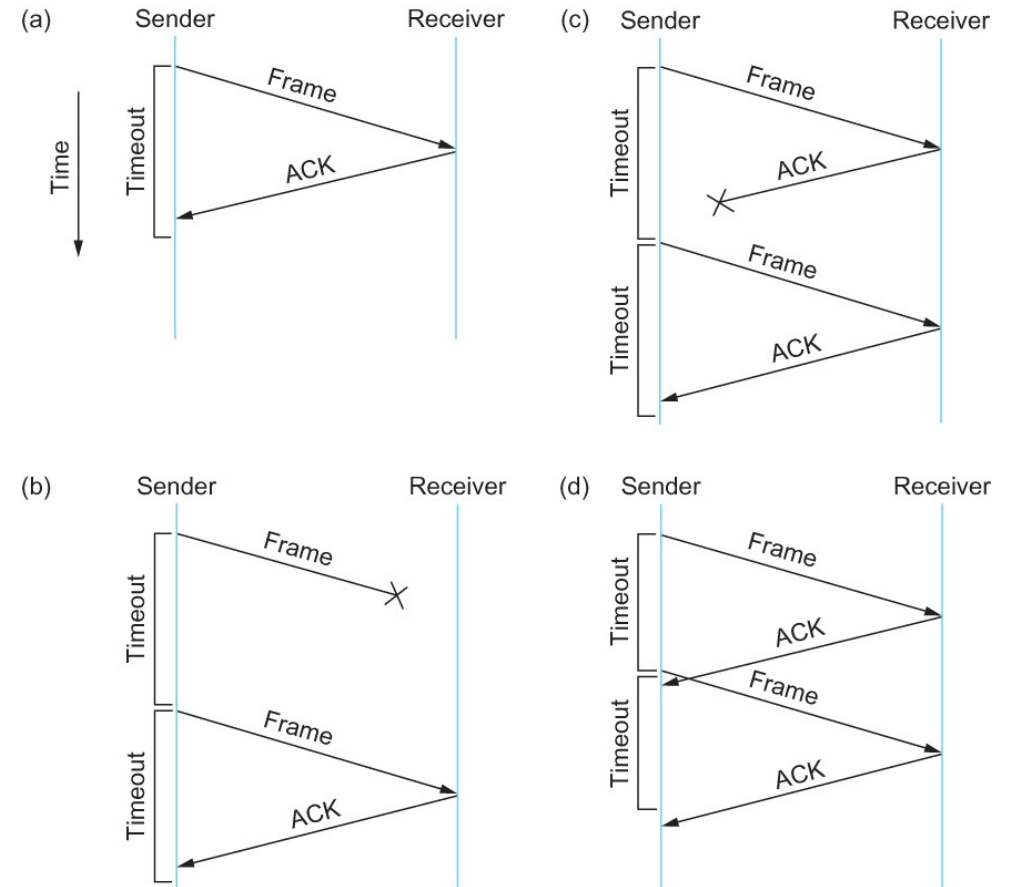 (a)
Sender
Receiver
Time
Timeout
Frame
ACK
(c)
Sender
Receiver
Timeout
Frame
ACK
Timeout
Frame
ACK
(b)
Sender
Receiver
Timeout
Frame
Timeout
Frame
ACK
(d)
Sender
Receiver
Timeout
Frame
ACK
Timeout
Frame
ACK